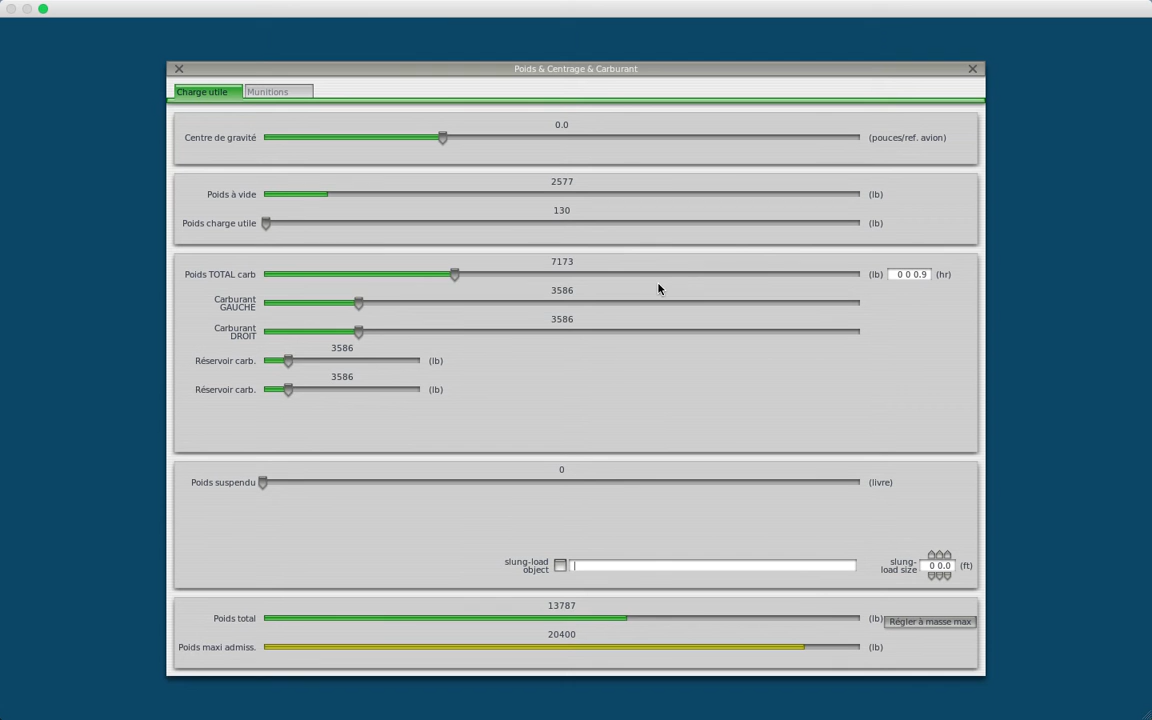 Poids & Centrage & Carburant
Charge utile
Munitions
0.0
Centre de gravité
(pouces/ref. avion)
2577
Poids à vide
(lb)
130
Poids charge utile
(lb)
7173
Poids TOTAL carb
(lb)
0 0 0.9
(hr)
3586
Carburant
GAUCHE
3586
Carburant
DROIT
3586
Réservoir carb.
(lb)
3586
Réservoir carb.
(lb)
0
Poids suspendu
(livre)
slung-load
object
slung-
load size
0 0.0
(ft)
13787
Poids total
(lb)
Régler à masse max
20400
Poids maxi admiss.
(lb)